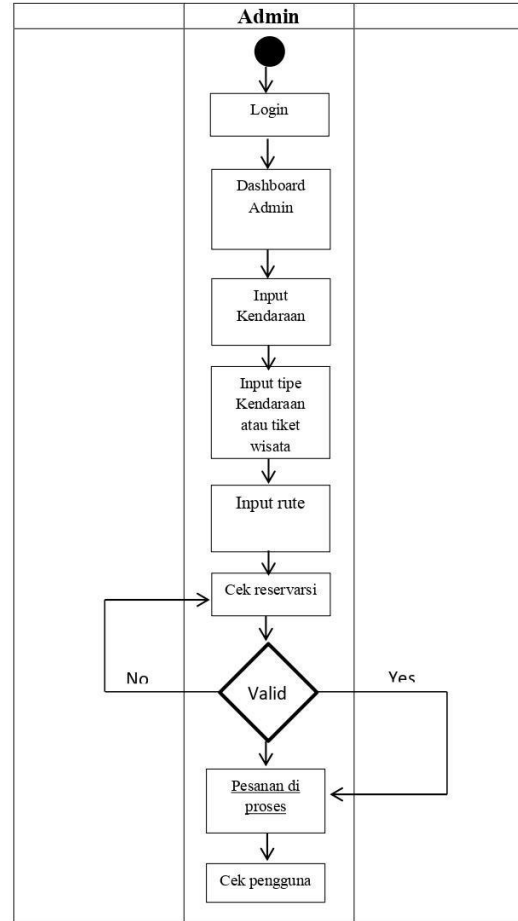 Admin
Login
Dashboard
Admin
Input
Kendaraan
Input tipe
Kendaraan
atau tiket
wisata
Input rute
Cek reservarsi
No
Valid
Yes
Pesanan di
proses
Cek pengguna